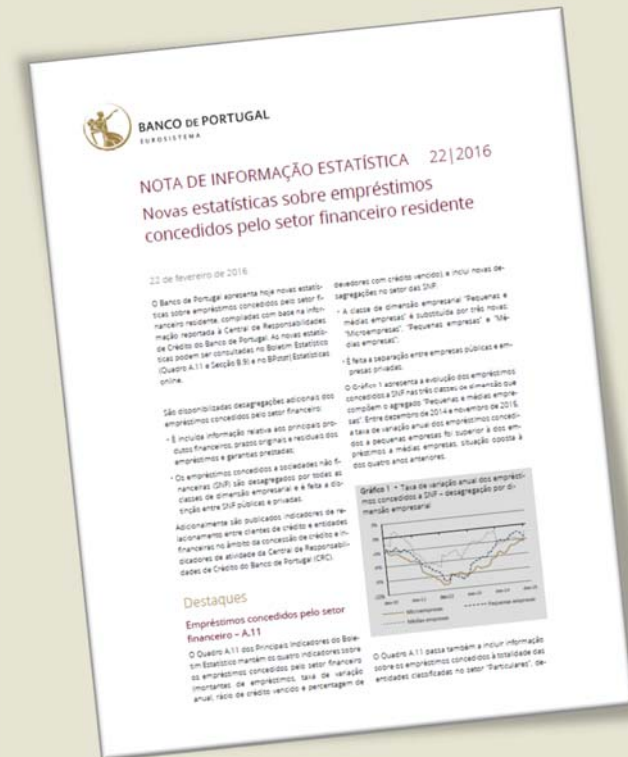 BANCO DE PORTUGAL
EUROSISTEMA
NOTA DE INFORMAÇÃO ESTATÍSTICA 22|2016
Novas estatísticas sobre empréstimos
concedidos pelo setor financeiro residente
22 de fevereiro de 2016
O Banco de Portugal apresenta hoje novas estatís-
ticas sobre empréstimos concedidos pelo setor fi-
nanceiro residente, compiladas com base na infor-
mação reportada à Central de Responsabilidades
de Crédito do Banco de Portugal. As novas estatís-
ticas podem ser consultadas no Boletim Estatístico
(Quadro A.11 e Secção B.9) e no BPstat|Estatísticas
online.
São disponibilizadas desagregações adicionais dos
empréstimos concedidos pelo setor financeiro:
• É incluída informação relativa aos principais pro-
dutos financeiros, prazos originais e residuais dos
empréstimos e garantias prestadas;
• Os empréstimos concedidos a sociedades não fi-
nanceiras (SNF) são desagregados por todas as
classes de dimensão empresarial e é feita a dis-
tinção entre SNF públicas e privadas.
Adicionalmente são publicados indicadores de re-
lacionamento entre clientes de crédito e entidades
financeiras no âmbito da concessão de crédito e in-
dicadores de atividade da Central de Responsabili-
dades de Crédito do Banco de Portugal (CRC).
Destaques
Empréstimos concedidos pelo setor
financeiro – A.11
O Quadro A.11 dos Principais Indicadores do Bole-
tim Estatístico mantém os quatro indicadores sobre
os empréstimos concedidos pelo setor financeiro
(montantes de empréstimos, taxa de variação
anual, rácio de crédito vencido e percentagem de
devedores com crédito vencido), e inclui novas de-
sagregações no setor das SNF:
• A classe de dimensão empresarial "Pequenas e
médias empresas" é substituída por três novas:
"Microempresas", "Pequenas empresas" e "Mé-
dias empresas".
• É feita a separação entre empresas públicas e em-
presas privadas.
O Gráfico 1 apresenta a evolução dos empréstimos
concedidos a SNF nas três classes de dimensão que
compõem o agregado "Pequenas e médias empre-
sas". Entre dezembro de 2014 e novembro de 2015,
a taxa de variação anual dos empréstimos concedi-
dos a pequenas empresas foi superior à dos em-
préstimos a médias empresas, situação oposta à
dos quatro anos anteriores.
Gráfico 1 • Taxa de variação anual dos emprésti-
mos concedidos a SNF – desagregação por di-
mensão empresarial
Microempresas
Pequenas empresas
Médias empresas
O Quadro A.11 passa também a incluir informação
sobre os empréstimos concedidos à totalidade das
entidades classificadas no setor "Particulares", de-